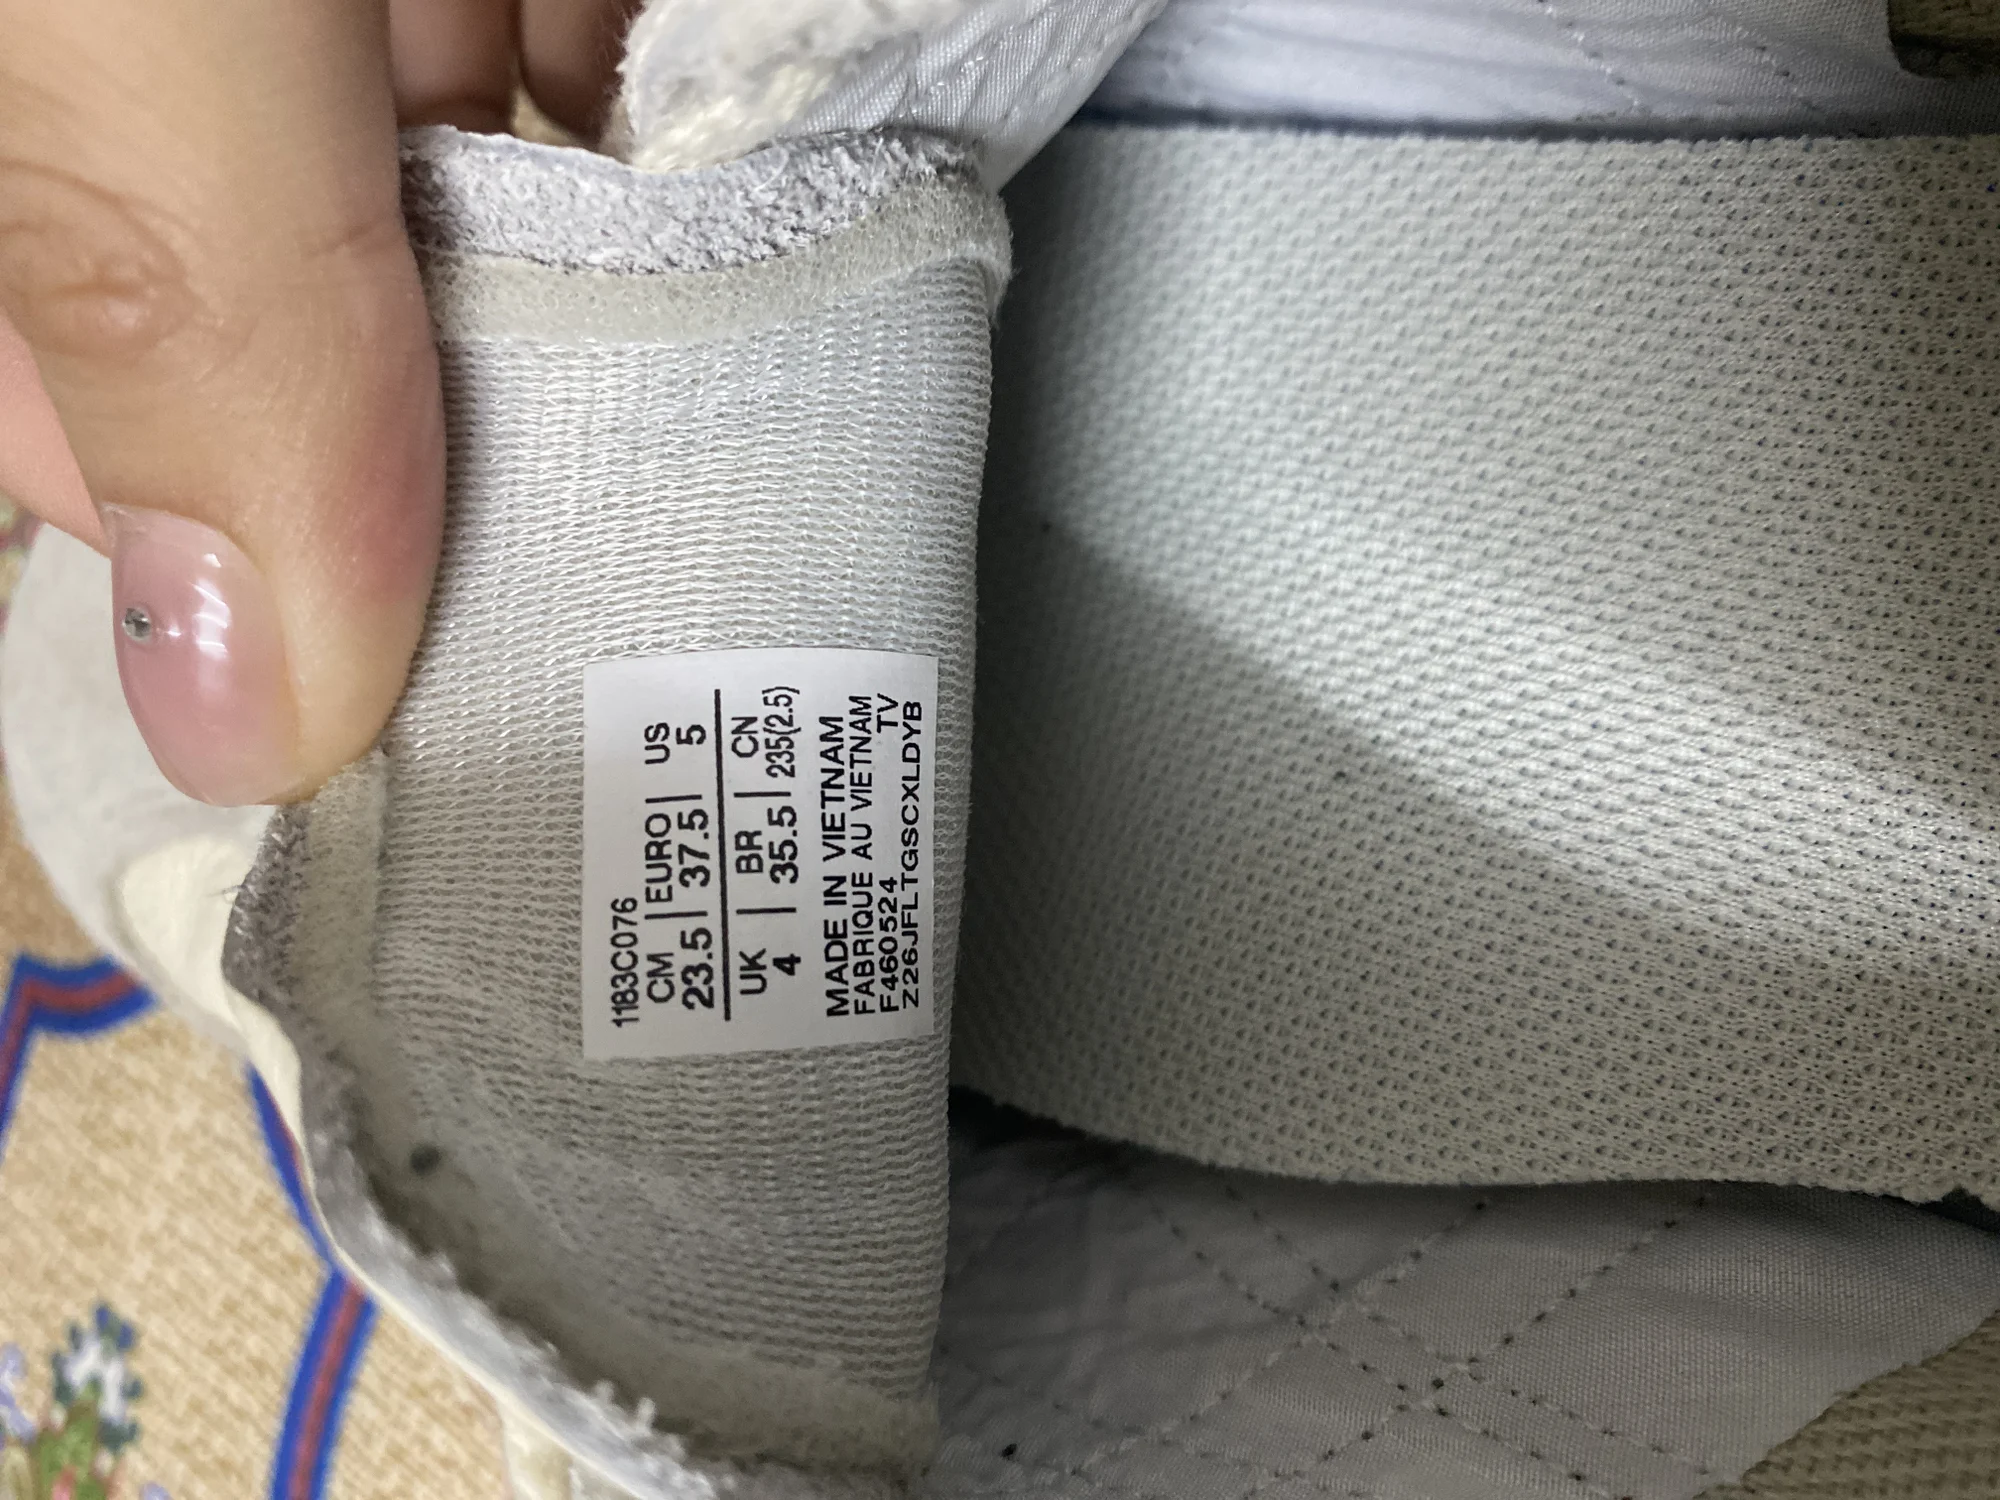 1183C076
CM | EURO | US
23.5 | 37.5 | 5
UK | BR | CN
4 | 35.5 | 235(2.5)
MADE IN VIETNAM
FABRIQUE AU VIETNAM
F460524 TV
Z26JFLTGSCXLDYB